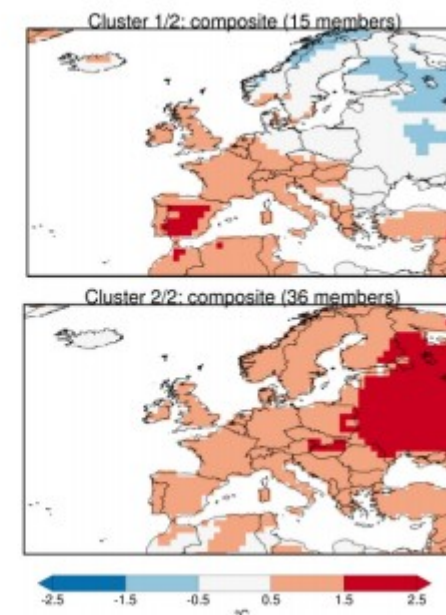 Cluster 1/2: composite (15 members)
Cluster 2/2: composite (36 members)
-2.5 -1.5 -0.5 0.5 1.5 2.5
°C